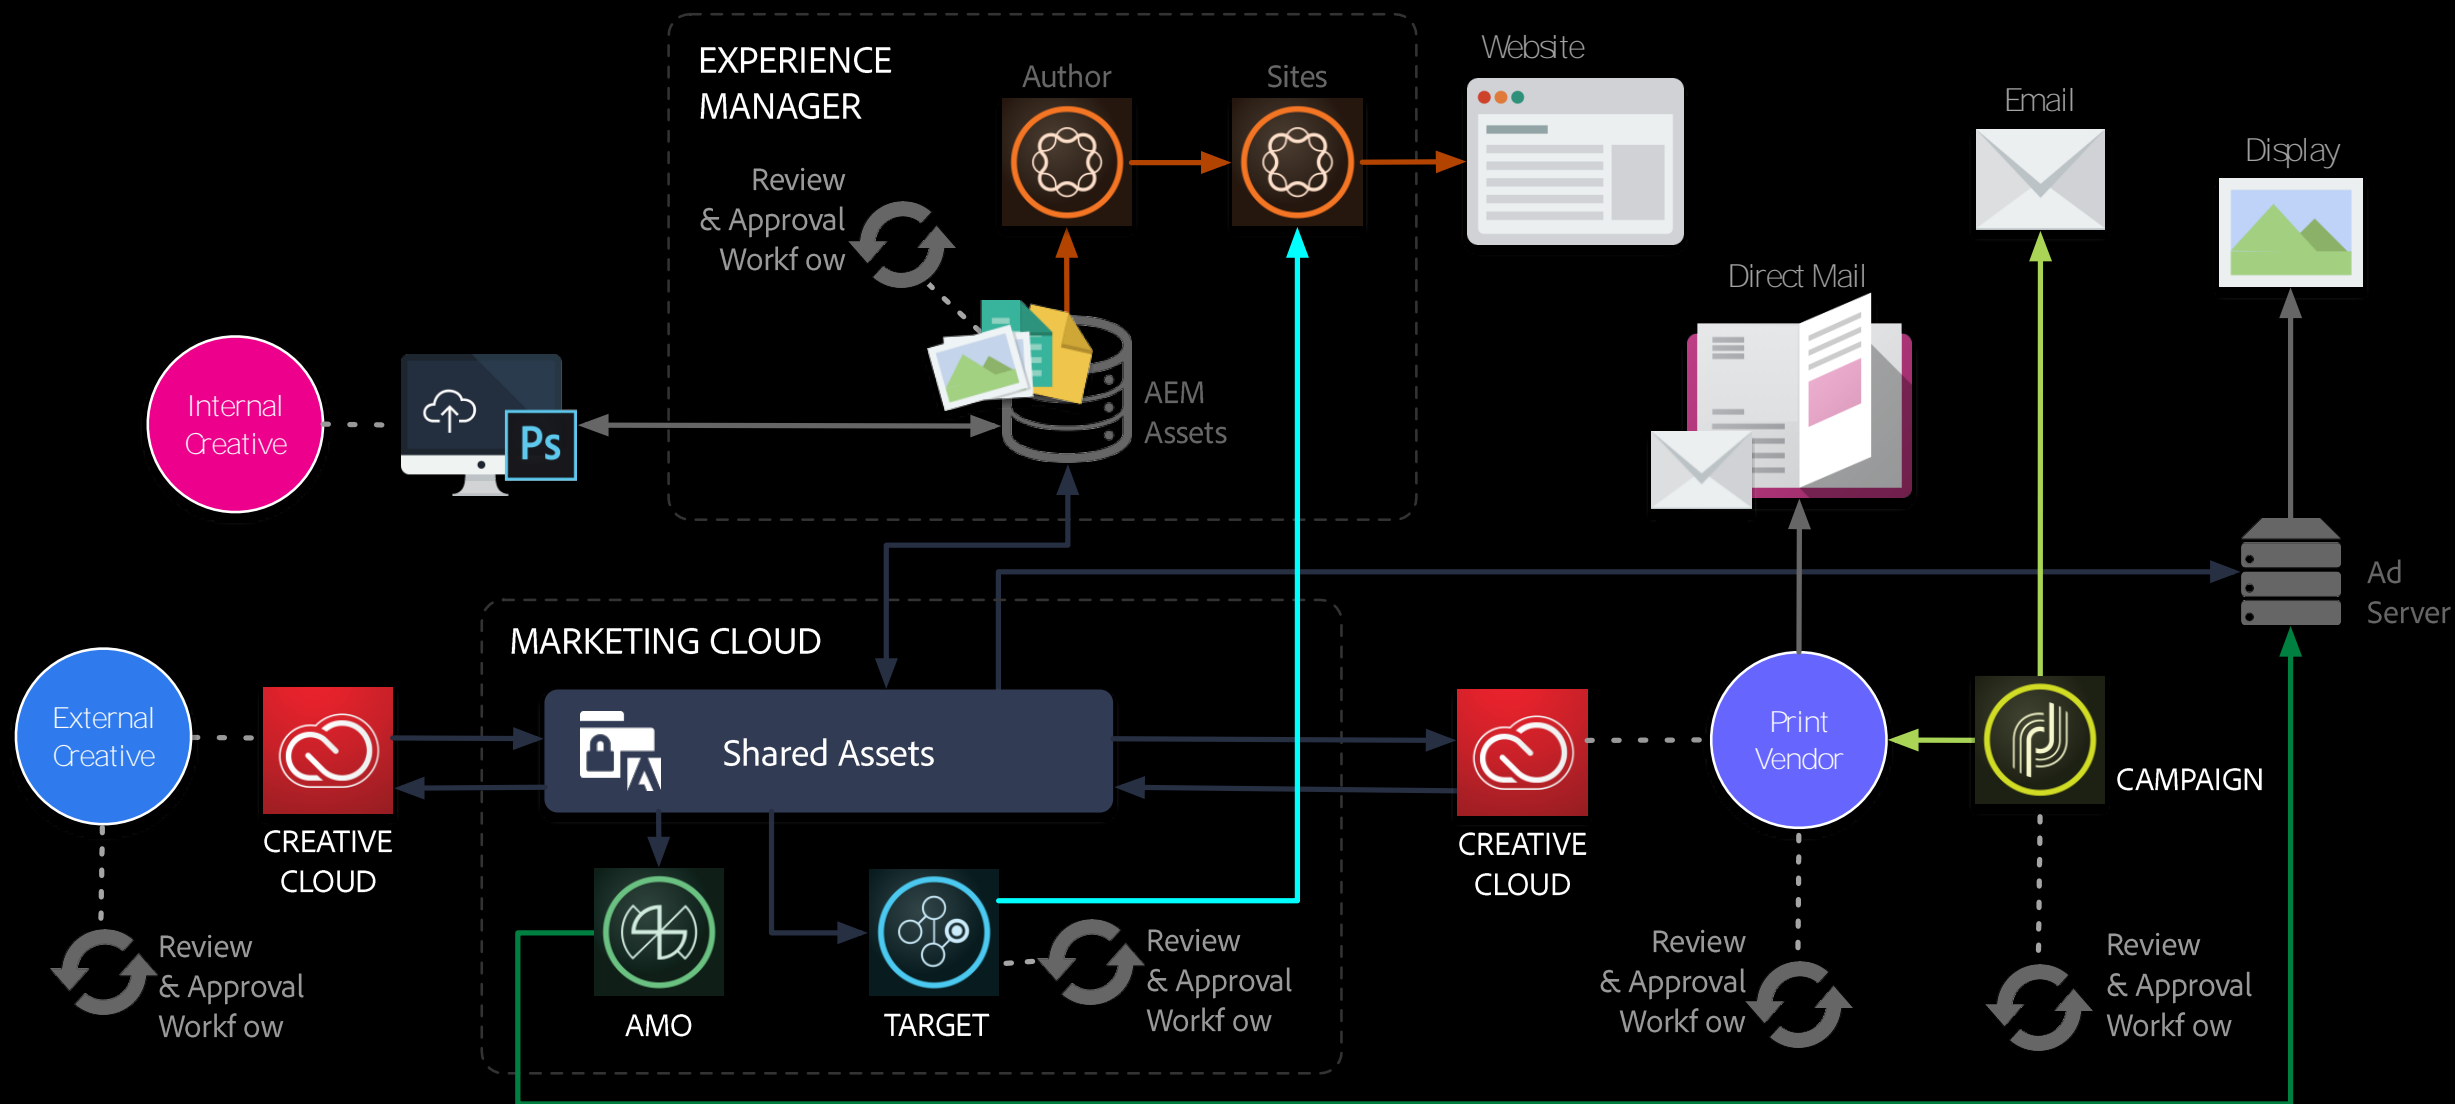 EXPERIENCE
MANAGER
Author
Sites
Website
Email
Display
Review
& Approval
Workf ow
Direct Mail
Internal
Creative
Ps
AEM
Assets
Ad
Server
MARKETING CLOUD
External
Creative
Shared Assets
Print
Vendor
CAMPAIGN
CREATIVE
CLOUD
CREATIVE
CLOUD
Review
& Approval
Workf ow
AMO
TARGET
Review
& Approval
Workf ow
Review
& Approval
Workf ow
Review
& Approval
Workf ow